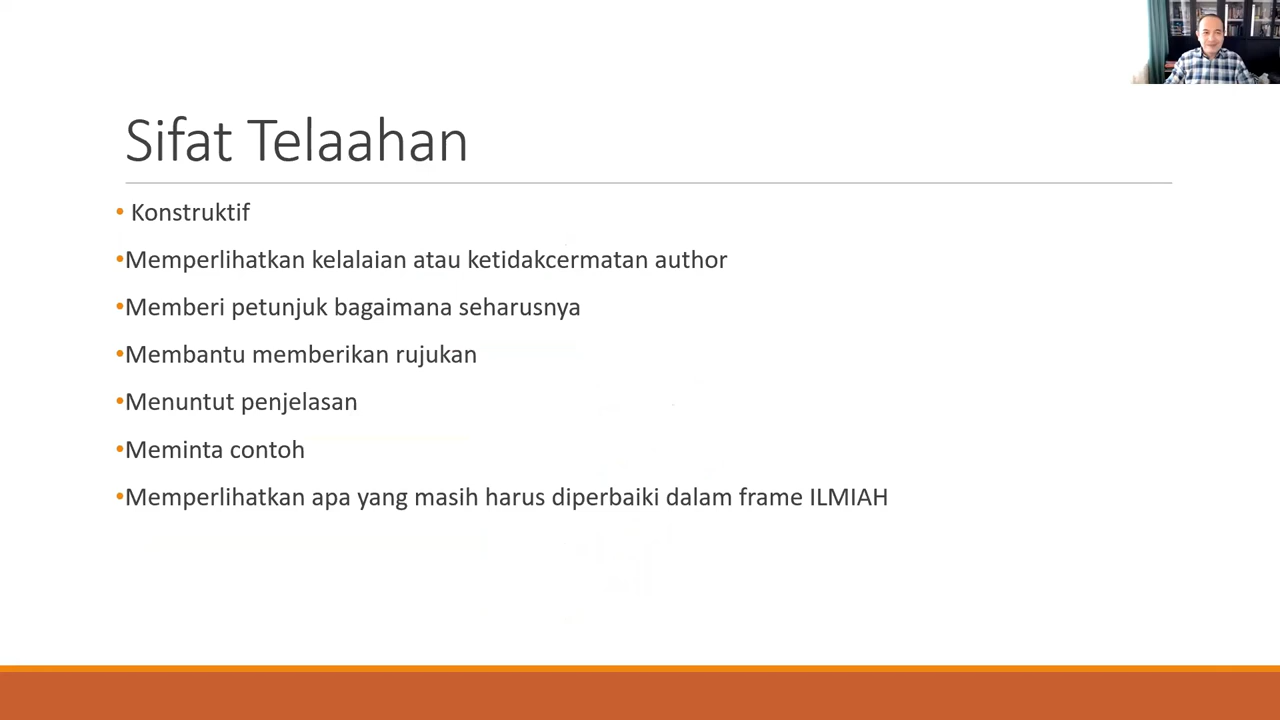 Sifat Telaahan
• Konstruktif
•Memperlihatkan kelalaian atau ketidakcermatan author
•Memberi petunjuk bagaimana seharusnya
•Membantu memberikan rujukan
•Menuntut penjelasan
•Meminta contoh
•Memperlihatkan apa yang masih harus diperbaiki dalam frame ILMIAH